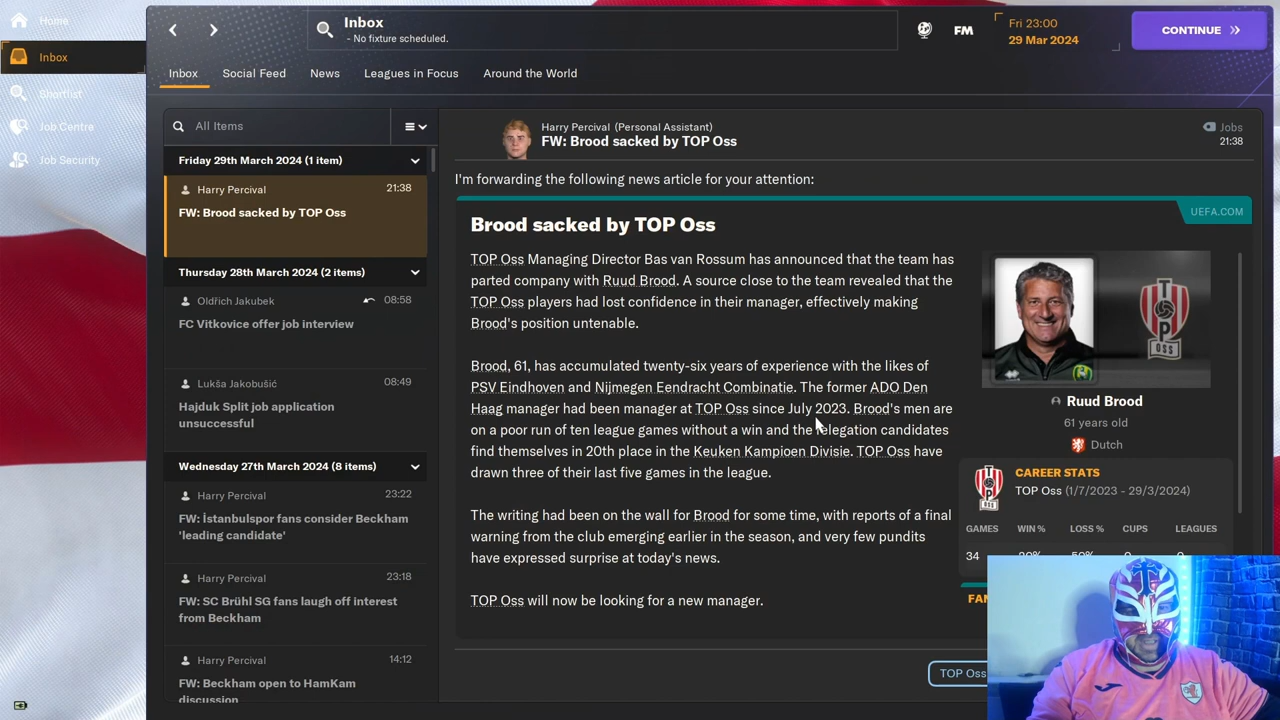 Home
Inbox
Shortlist
Job Centre
Job Security
Inbox
- No fixture scheduled.
FM
Fri 23:00
29 Mar 2024
CONTINUE
Inbox
Social Feed
News
Leagues in Focus
Around the World
All Items
Friday 29th March 2024 (1 item)
Harry Percival
21:38
FW: Brood sacked by TOP Oss
Thursday 28th March 2024 (2 items)
Oldřich Jakubek
08:58
FC Vitkovice offer job interview
Lukša Jakobušić
08:49
Hajduk Split job application
unsuccessful
Wednesday 27th March 2024 (8 items)
Harry Percival
23:22
FW: İstanbulspor fans consider Beckham
'leading candidate'
Harry Percival
23:18
FW: SC Brühl SG fans laugh off interest
from Beckham
Harry Percival
14:12
FW: Beckham open to HamKam
discussion
Harry Percival (Personal Assistant)
FW: Brood sacked by TOP Oss
Jobs
21:38
I'm forwarding the following news article for your attention:
UEFA.COM
Brood sacked by TOP Oss
TOP Oss Managing Director Bas van Rossum has announced that the team has
parted company with Ruud Brood. A source close to the team revealed that the
TOP Oss players had lost confidence in their manager, effectively making
Brood's position untenable.
Brood, 61, has accumulated twenty-six years of experience with the likes of
PSV Eindhoven and Nijmegen Eendracht Combinatie. The former ADO Den
Haag manager had been manager at TOP Oss since July 2023. Brood's men are
on a poor run of ten league games without a win and the relegation candidates
find themselves in 20th place in the Keuken Kampioen Divisie. TOP Oss have
drawn three of their last five games in the league.
The writing had been on the wall for Brood for some time, with reports of a final
warning from the club emerging earlier in the season, and very few pundits
have expressed surprise at today's news.
TOP Oss will now be looking for a new manager.
Ruud Brood
61 years old
Dutch
CAREER STATS
TOP Oss (1/7/2023 - 29/3/2024)
GAMES WIN % LOSS % CUPS LEAGUES
34
TOP Oss